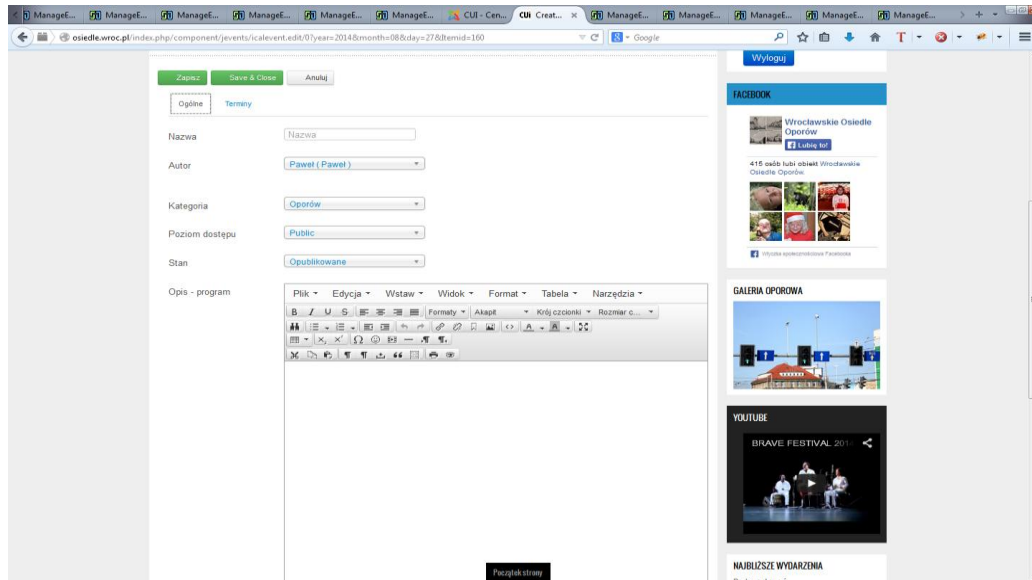 ManageE... ManageE... ManageE... ManageE... ManageE... ManageE... CUI - Cen... CUi Creat... ManageE... ManageE... ManageE... ManageE... ManageE...
osiedle.wroc.pl/index.php/component/jevents/icalevent.edit/0?year=2014&month=08&day=27&Itemid=160 Google
Wyloguj
Zapisz Save & Close Anuluj
Ogólne Terminy
Nazwa Nazwa
Autor Paweł ( Paweł )
Kategoria Oporów
Poziom dostępu Public
Stan Opublikowane
Opis - program
Plik Edycja Wstaw Widok Format Tabela Narzędzia
Formaty Akapit Krój czcionki Rozmiar c...
Początek strony
FACEBOOK
Wrocławskie Osiedle
Oporów
Lubię to!
415 osób lubi obiekt Wrocławskie
Osiedle Oporów.
Wtyczka społecznościowa Facebooka
GALERIA OPOROWA
YOUTUBE
BRAVE FESTIVAL 2014
NAJBLIŻSZE WYDARZENIA